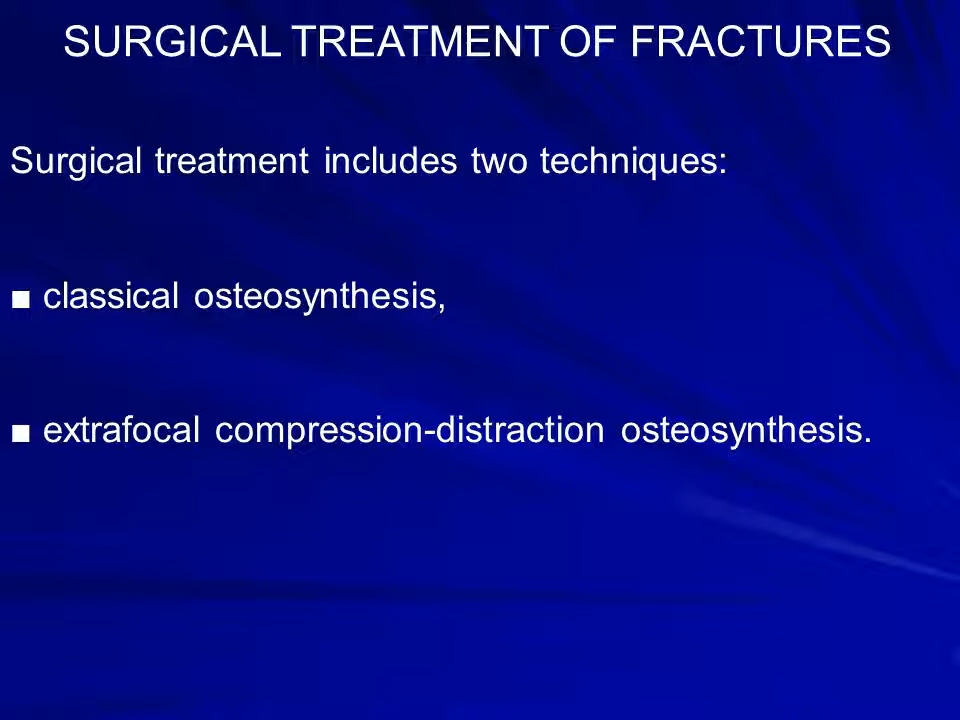 SURGICAL TREATMENT OF FRACTURES
Surgical treatment includes two techniques:
■ classical osteosynthesis,
■ extrafocal compression-distraction osteosynthesis.